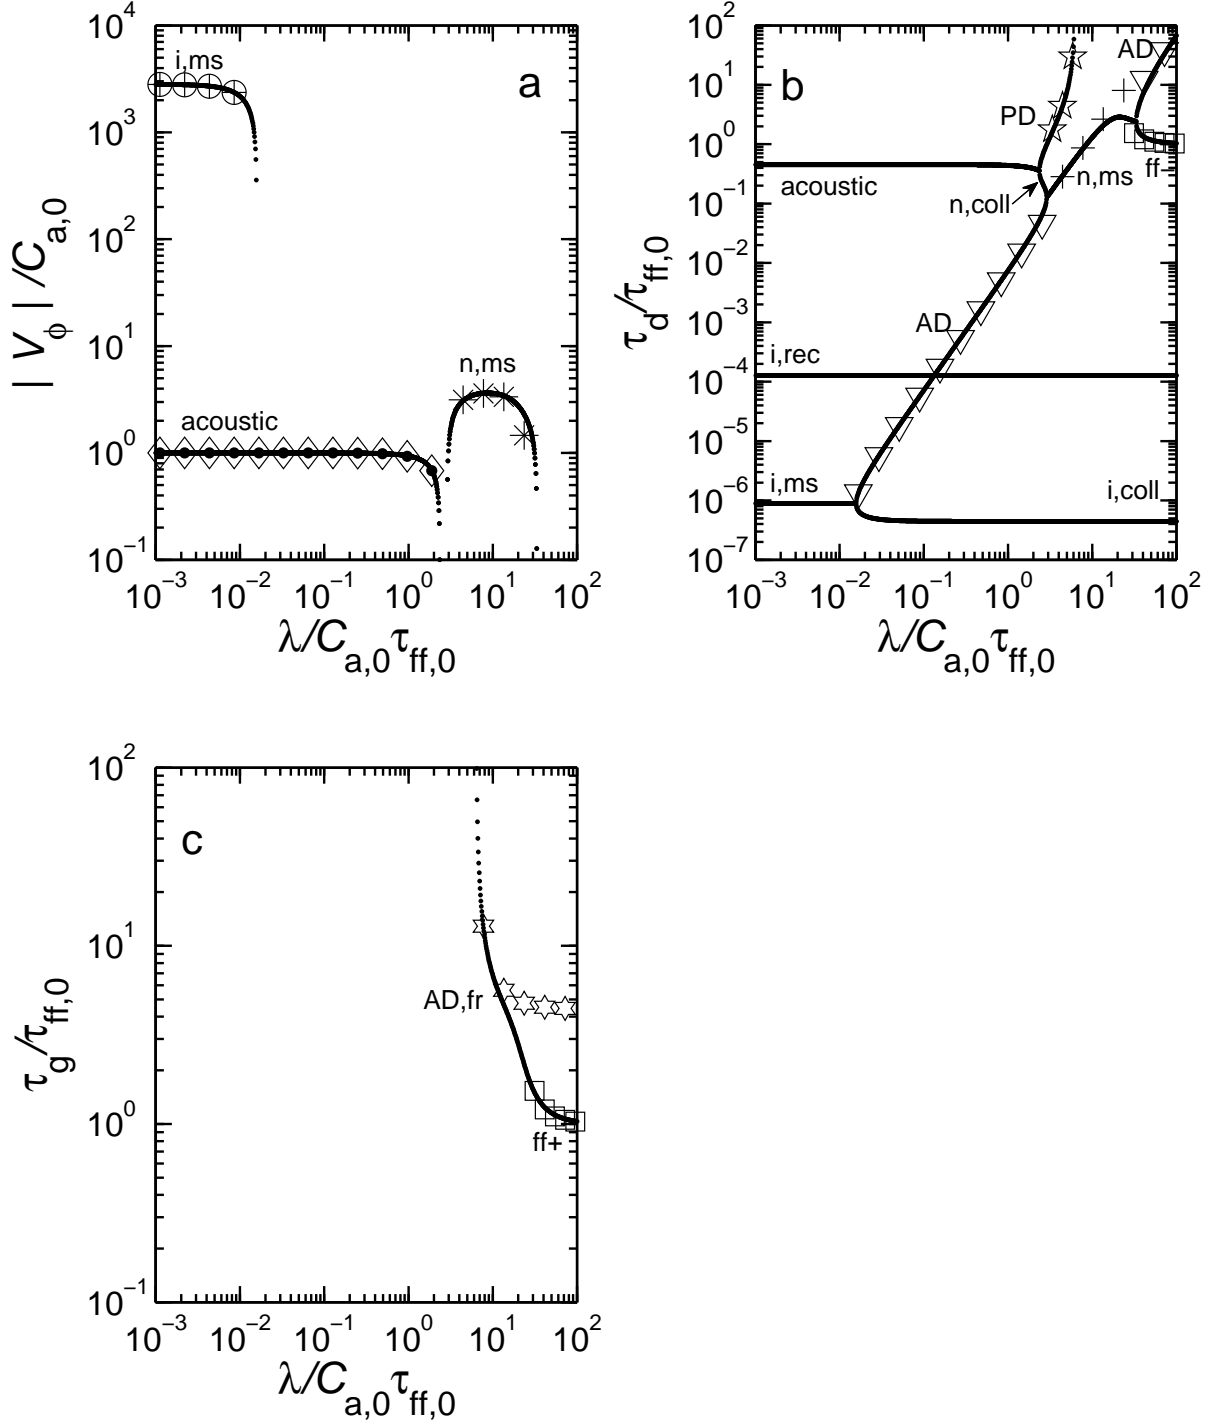 10^4
10^3
10^2
10^1
10^0
10^−1
|V_ϕ|/C_a,0
i,ms
a
n,ms
acoustic
10^−3 10^−2 10^−1 10^0 10^1 10^2
λ/C_a,0τ_ff,0
10^2
10^1
10^0
10^−1
10^−2
10^−3
10^−4
10^−5
10^−6
10^−7
τ_d/τ_ff,0
b
AD
PD
ff−
acoustic
n,ms
n,coll
AD
i,rec
i,ms
i,coll
10^−3 10^−2 10^−1 10^0 10^1 10^2
λ/C_a,0τ_ff,0
10^2
10^1
10^0
10^−1
τ_g/τ_ff,0
c
AD,fr
ff+
10^−3 10^−2 10^−1 10^0 10^1 10^2
λ/C_a,0τ_ff,0